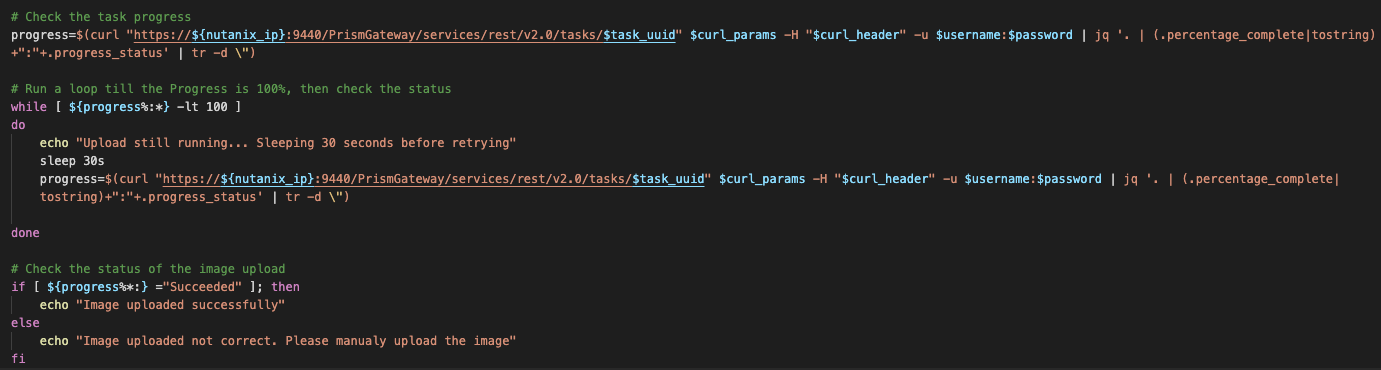 # Check the task progress
progress=$(curl "https://${nutanix_ip}:9440/PrismGateway/services/rest/v2.0/tasks/$task_uuid" $curl_params -H "$curl_header" -u $username:$password | jq '. | (.percentage_complete|tostring)
+":"+.progress_status' | tr -d \")
# Run a loop till the Progress is 100%, then check the status
while [ ${progress%:*} -lt 100 ]
do
    echo "Upload still running... Sleeping 30 seconds before retrying"
    sleep 30s
    progress=$(curl "https://${nutanix_ip}:9440/PrismGateway/services/rest/v2.0/tasks/$task_uuid" $curl_params -H "$curl_header" -u $username:$password | jq '. | (.percentage_complete|
    tostring)+":"+.progress_status' | tr -d \")
done
# Check the status of the image upload
if [ ${progress%*:} ="Succeeded" ]; then
    echo "Image uploaded successfully"
else
    echo "Image uploaded not correct. Please manualy upload the image"
fi